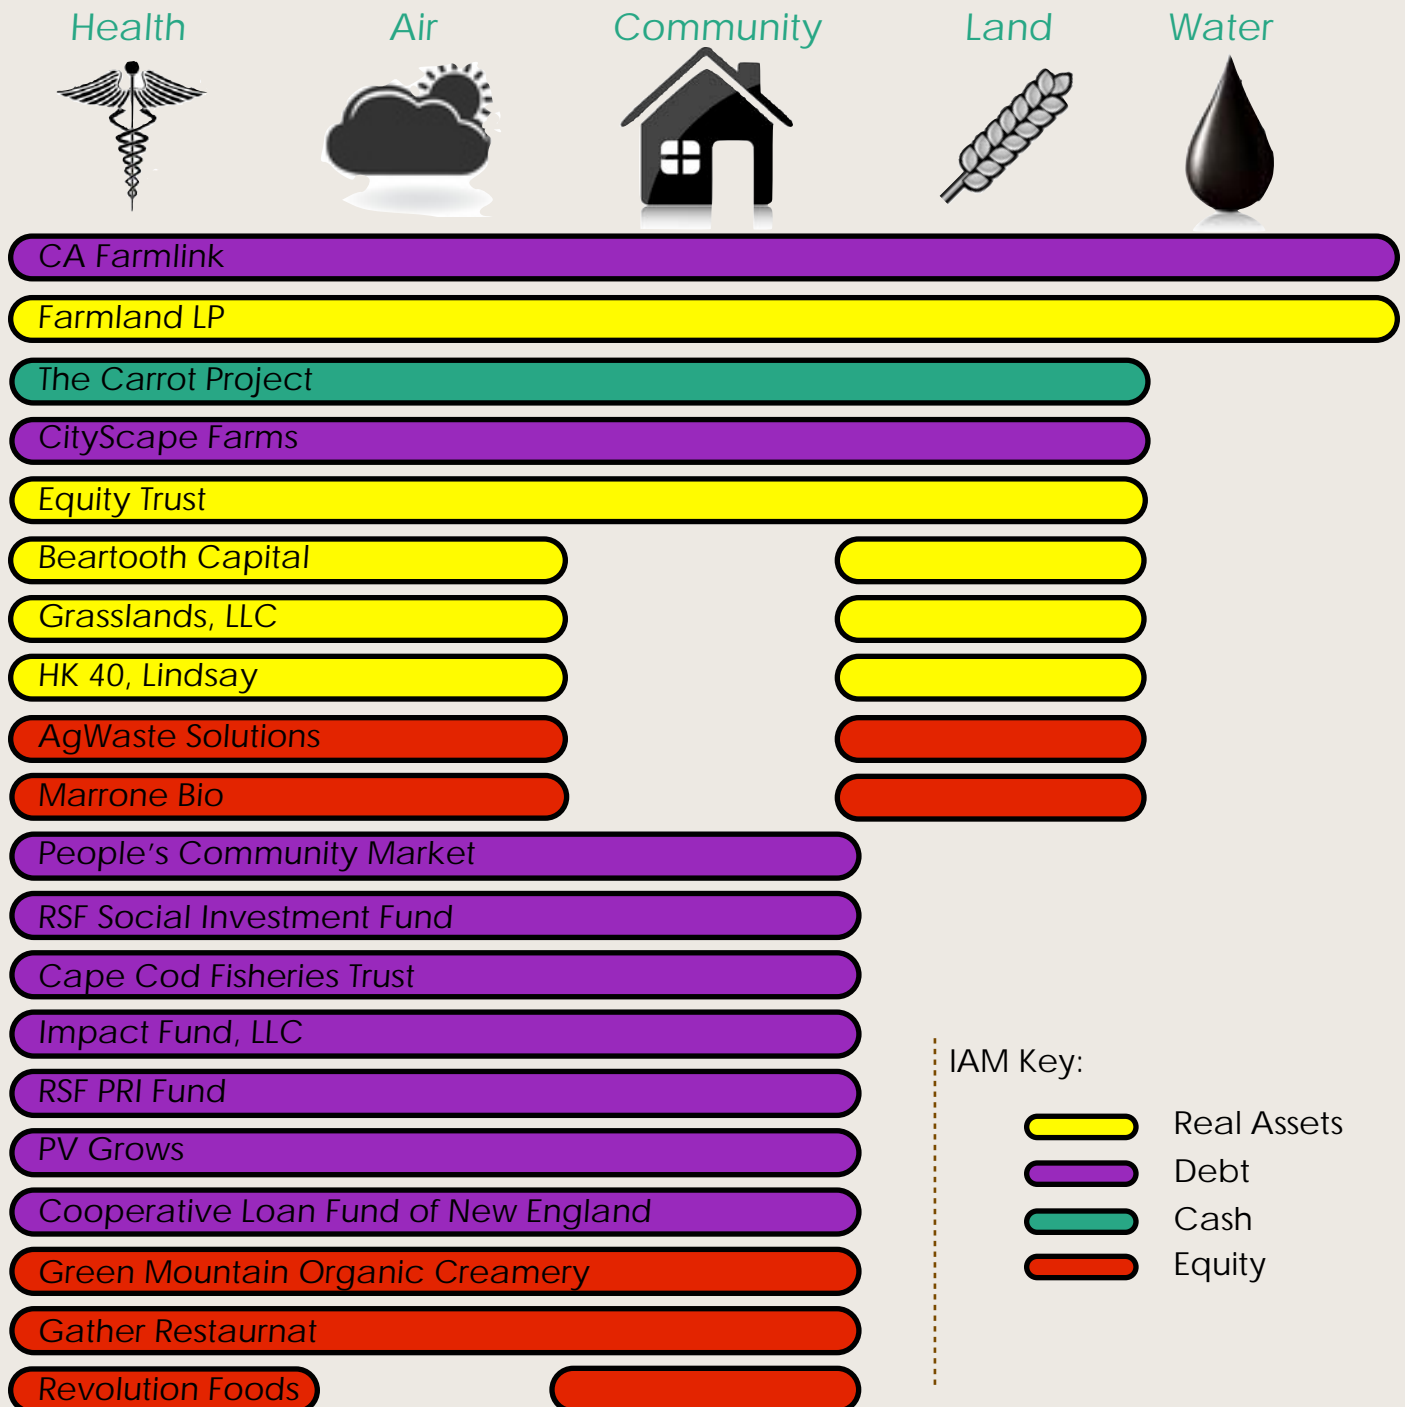 Health Air Community Land Water
CA Farmlink
Farmland LP
The Carrot Project
CityScape Farms
Equity Trust
Beartooth Capital
Grasslands, LLC
HK 40, Lindsay
AgWaste Solutions
Marrone Bio
People's Community Market
RSF Social Investment Fund
Cape Cod Fisheries Trust
Impact Fund, LLC
RSF PRI Fund
PV Grows
Cooperative Loan Fund of New England
Green Mountain Organic Creamery
Gather Restaurnat
Revolution Foods
IAM Key:
Real Assets
Debt
Cash
Equity